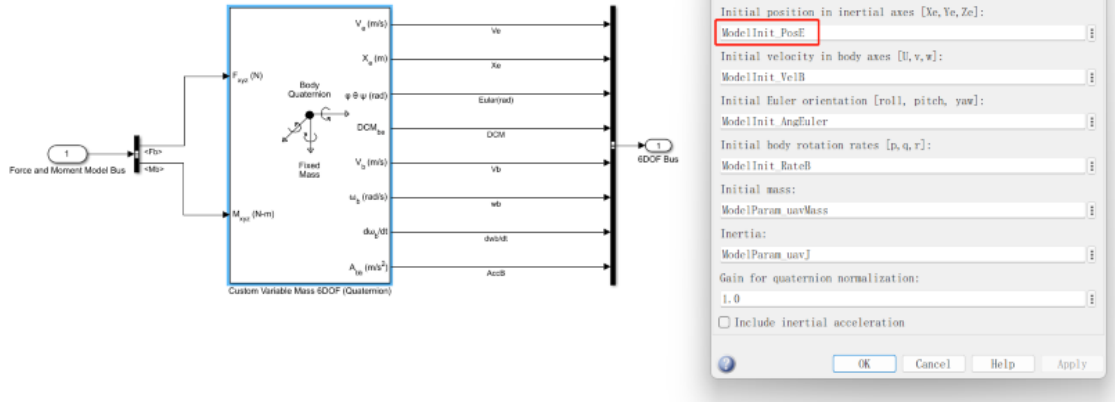 1
Force and Moment Model Bus
<Fb>
<Mb>
Fxyz (N)
Mxyz (N-m)
Body
Quaternion
Fixed
Mass
Ve (m/s)
Xe (m)
φ θ ψ (rad)
DCMbe
Vb (m/s)
ωb (rad/s)
dωb/dt
Abe (m/s²)
Custom Variable Mass 6DOF (Quaternion)
Ve
Xe
Eular(rad)
DCM
Vb
wb
dwb/dt
AccB
1
6DOF Bus
Initial position in inertial axes [Xe,Ye,Ze]:
ModelInit_PosE
Initial velocity in body axes [U,v,w]:
ModelInit_VelB
Initial Euler orientation [roll, pitch, yaw]:
ModelInit_AngEuler
Initial body rotation rates [p,q,r]:
ModelInit_RateB
Initial mass:
ModelParam_uavMass
Inertia:
ModelParam_uavJ
Gain for quaternion normalization:
1.0
Include inertial acceleration
?
OK
Cancel
Help
Apply